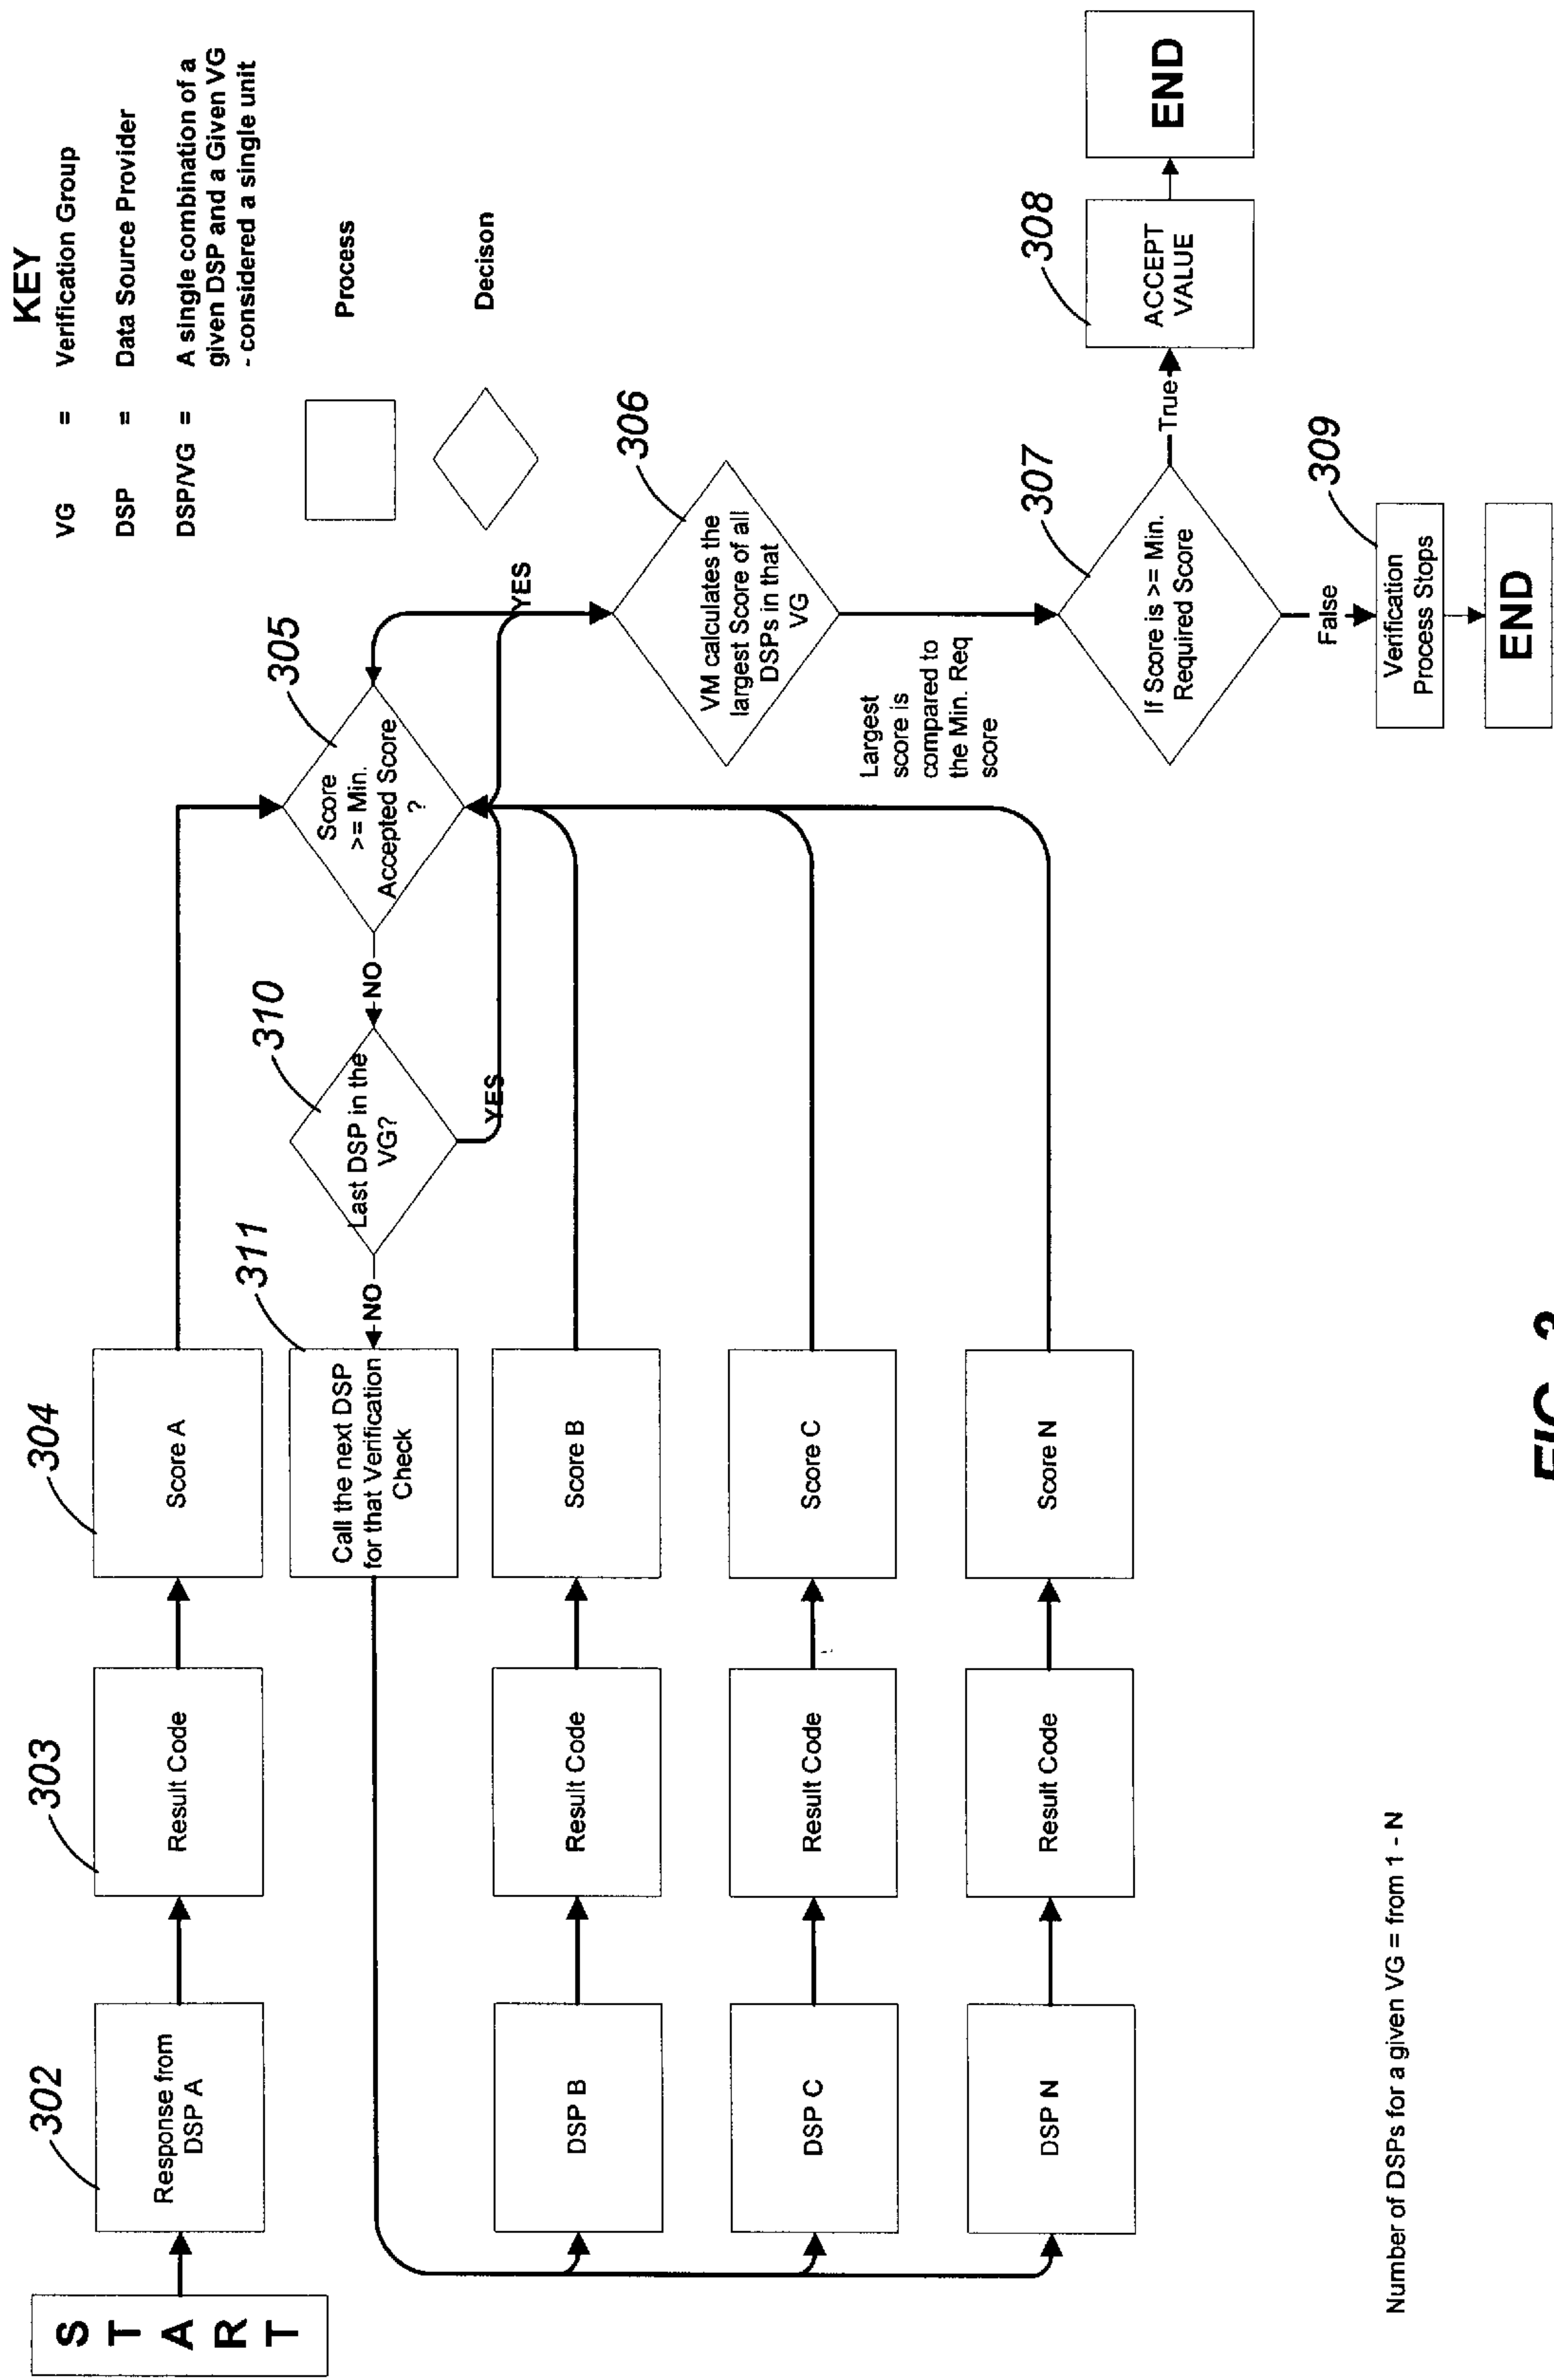 KEY
VG = Verification Group
DSP = Data Source Provider
DSP/VG = A single combination of a
given DSP and a Given VG
- considered a single unit
Process
Decison
START
302
Response from
DSP A
303
Result Code
304
Score A
305
Score
>= Min.
Accepted Score
?
NO
310
Last DSP in the
VG?
YES
NO
311
Call the next DSP
for that Verification
Check
DSP B
Result Code
Score B
DSP C
Result Code
Score C
DSP N
Result Code
Score N
YES
306
VM calculates the
largest Score of all
DSPs in that
VG
Largest
score is
compared to
the Min. Req
score
307
If Score is >= Min.
Required Score
True
308
ACCEPT
VALUE
END
False
309
Verification
Process Stops
END
Number of DSPs for a given VG = from 1 - N
FIG.